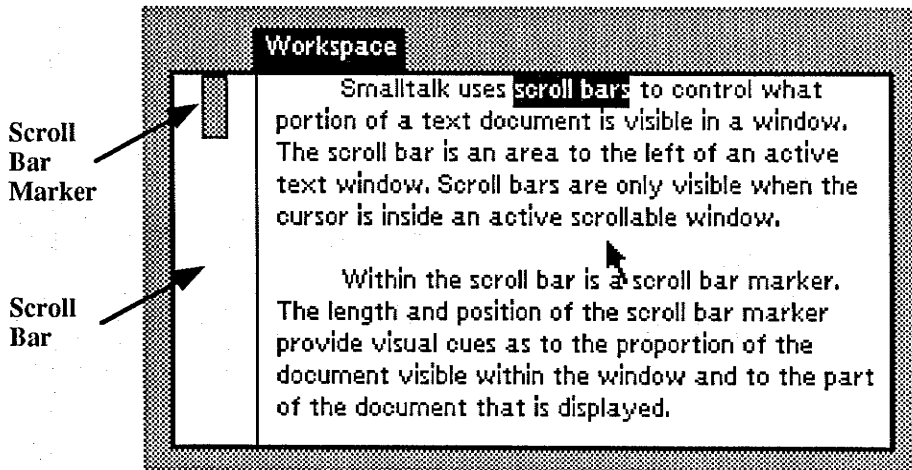 Workspace
Smalltalk uses scroll bars to control what
portion of a text document is visible in a window.
The scroll bar is an area to the left of an active
text window. Scroll bars are only visible when the
cursor is inside an active scrollable window.
Within the scroll bar is a scroll bar marker.
The length and position of the scroll bar marker
provide visual cues as to the proportion of the
document visible within the window and to the part
of the document that is displayed.
Scroll
Bar
Marker
Scroll
Bar